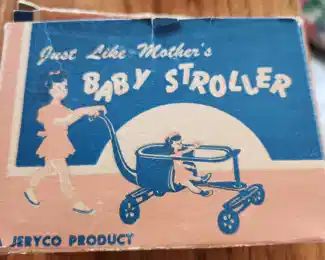 Just Like Mother's
BABY STROLLER
A JERYCO PRODUCT